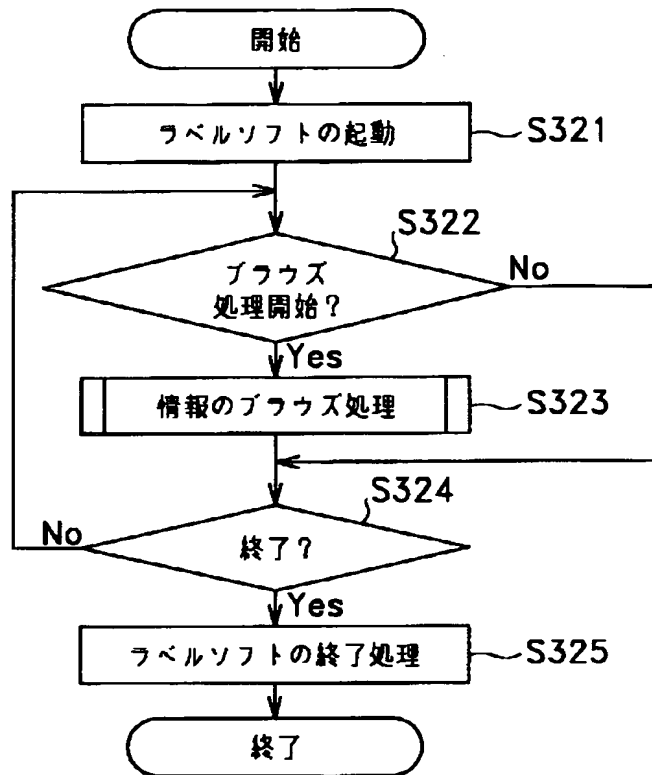 開始
ラベルソフトの起動
S321
S322
ブラウズ
処理開始?
No
Yes
情報のブラウズ処理
S323
S324
No
終了?
Yes
ラベルソフトの終了処理
S325
終了